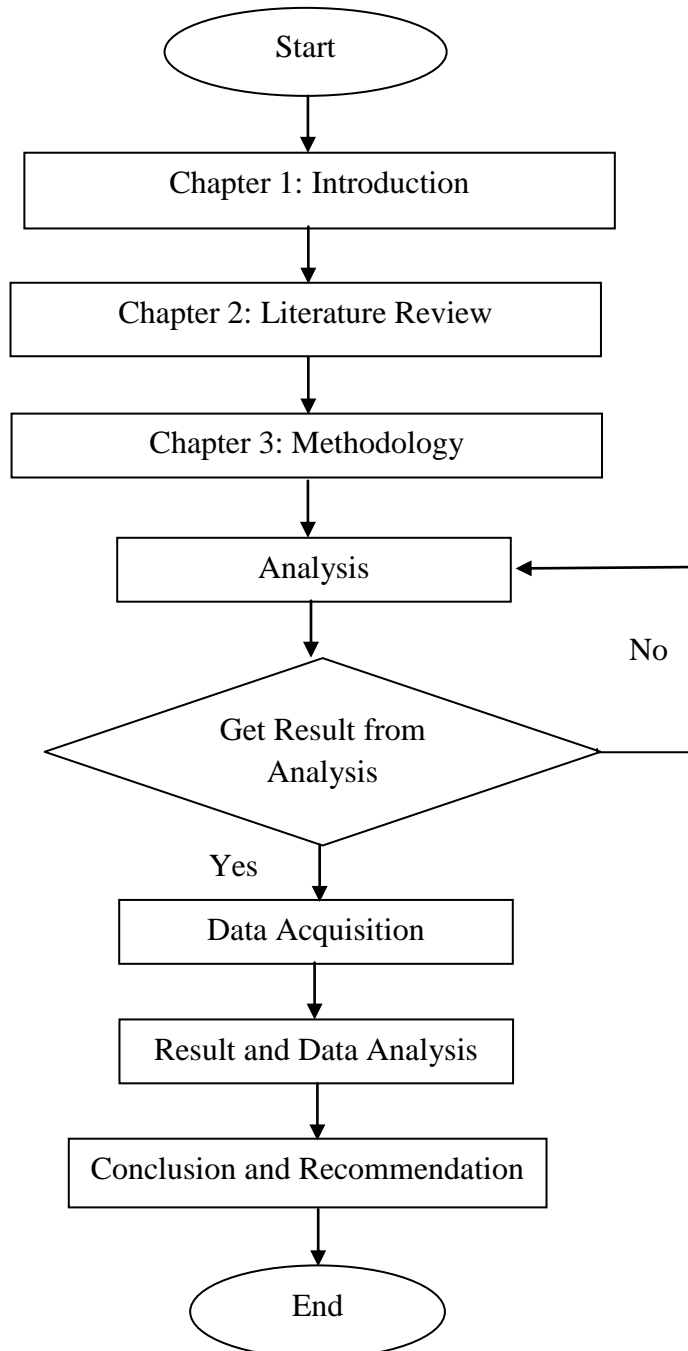 Start
Chapter 1: Introduction
Chapter 2: Literature Review
Chapter 3: Methodology
Analysis
No
Get Result from
Analysis
Yes
Data Acquisition
Result and Data Analysis
Conclusion and Recommendation
End